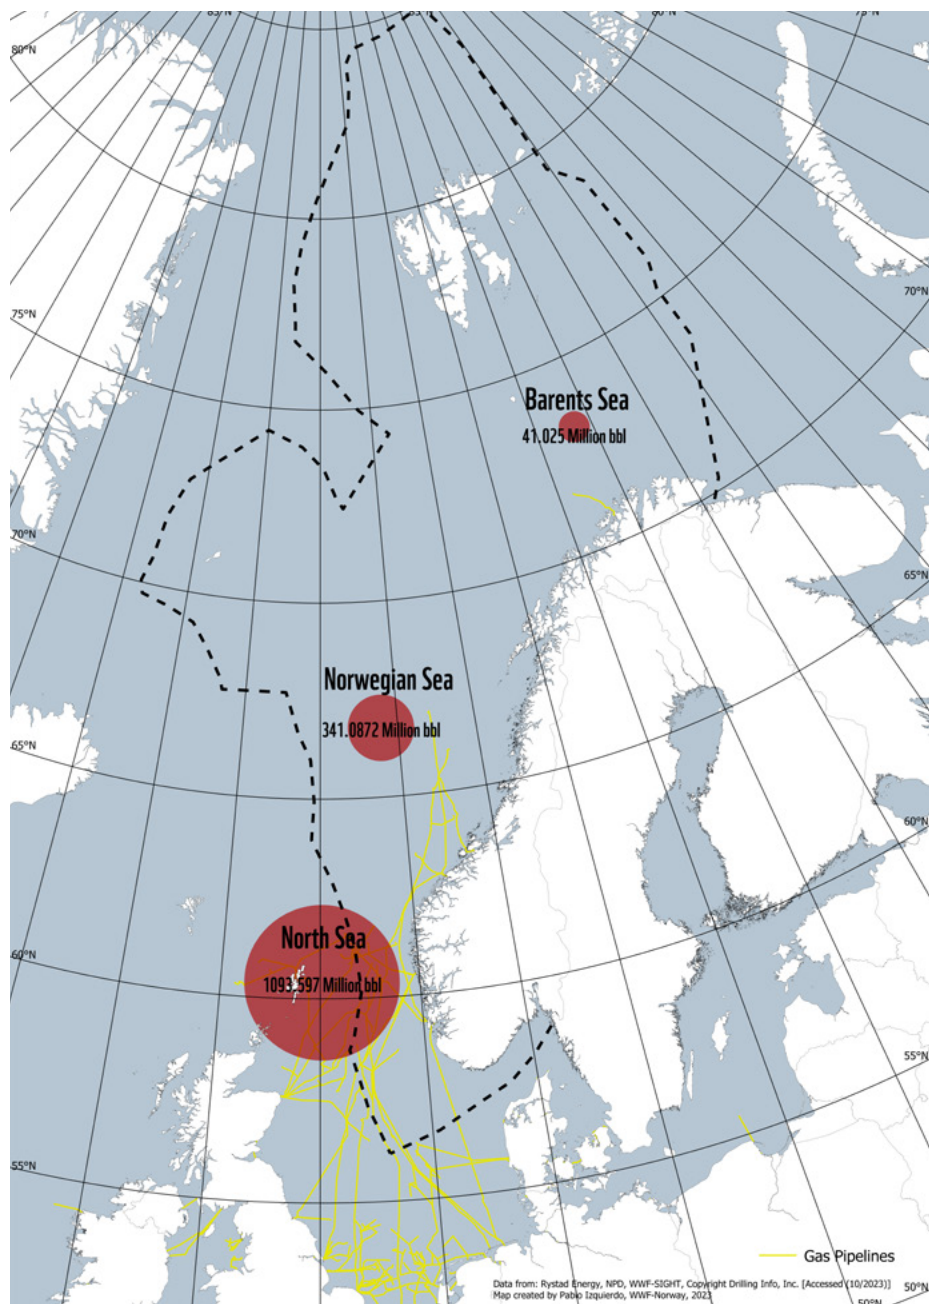 80°N
75°N
70°N
Barents Sea
41.025 Million bbl
70°N
65°N
Norwegian Sea
341.0872 Million bbl
65°N
60°N
North Sea
1093.597 Million bbl
60°N
55°N
55°N
Gas Pipelines
Data from: Rystad Energy, NPD, WWF-SIGHT, Copyright Drilling Info, Inc. [Accessed (10/2023)]
Map created by Pablo Izquierdo, WWF-Norway, 2023
50°N